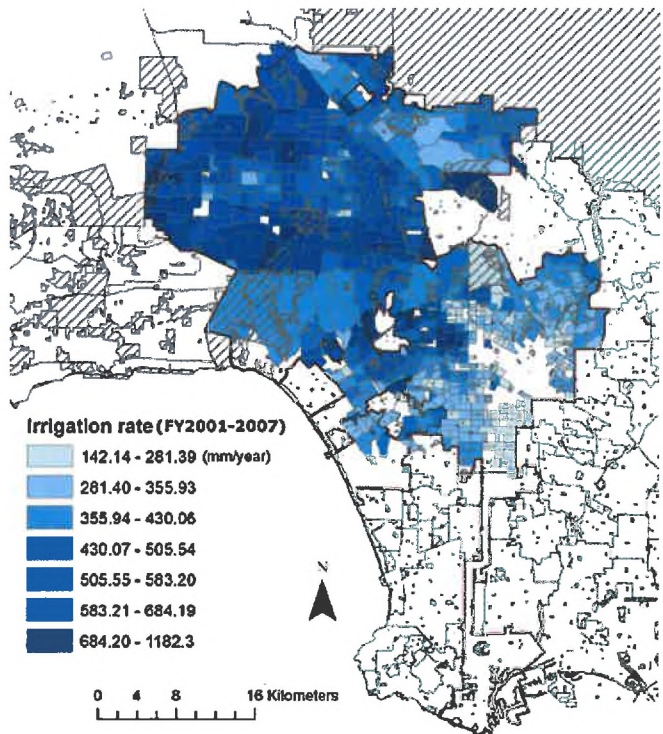 Irrigation rate (FY2001-2007)
142.14 - 281.39 (mm/year)
281.40 - 355.93
355.94 - 430.06
430.07 - 505.54
505.55 - 583.20
583.21 - 684.19
684.20 - 1182.3
N
0 4 8 16 Kilometers